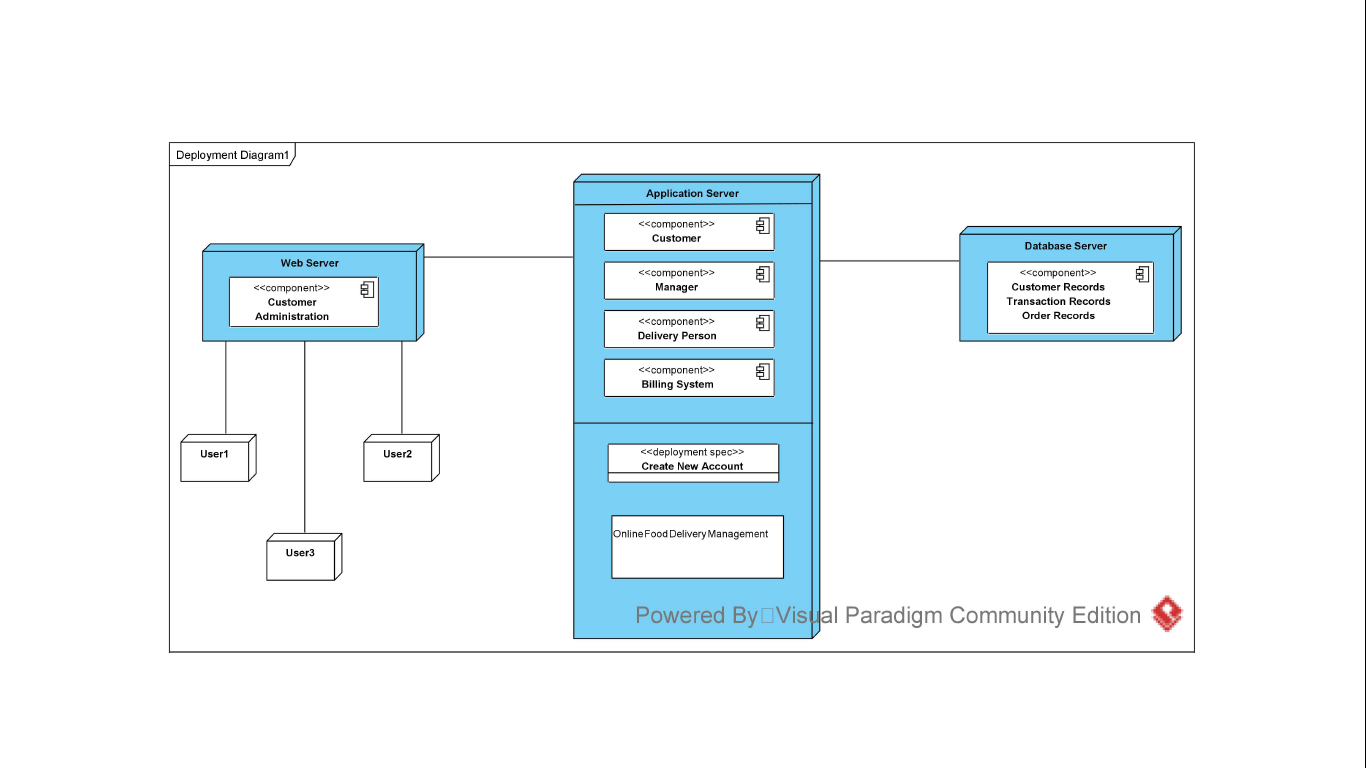 Deployment Diagram1
Application Server
<<component>>
Customer
<<component>>
Manager
<<component>>
Delivery Person
<<component>>
Billing System
<<deployment spec>>
Create New Account
Online Food Delivery Management
Web Server
<<component>>
Customer
Administration
Database Server
<<component>>
Customer Records
Transaction Records
Order Records
User1
User2
User3
Powered By□Visual Paradigm Community Edition